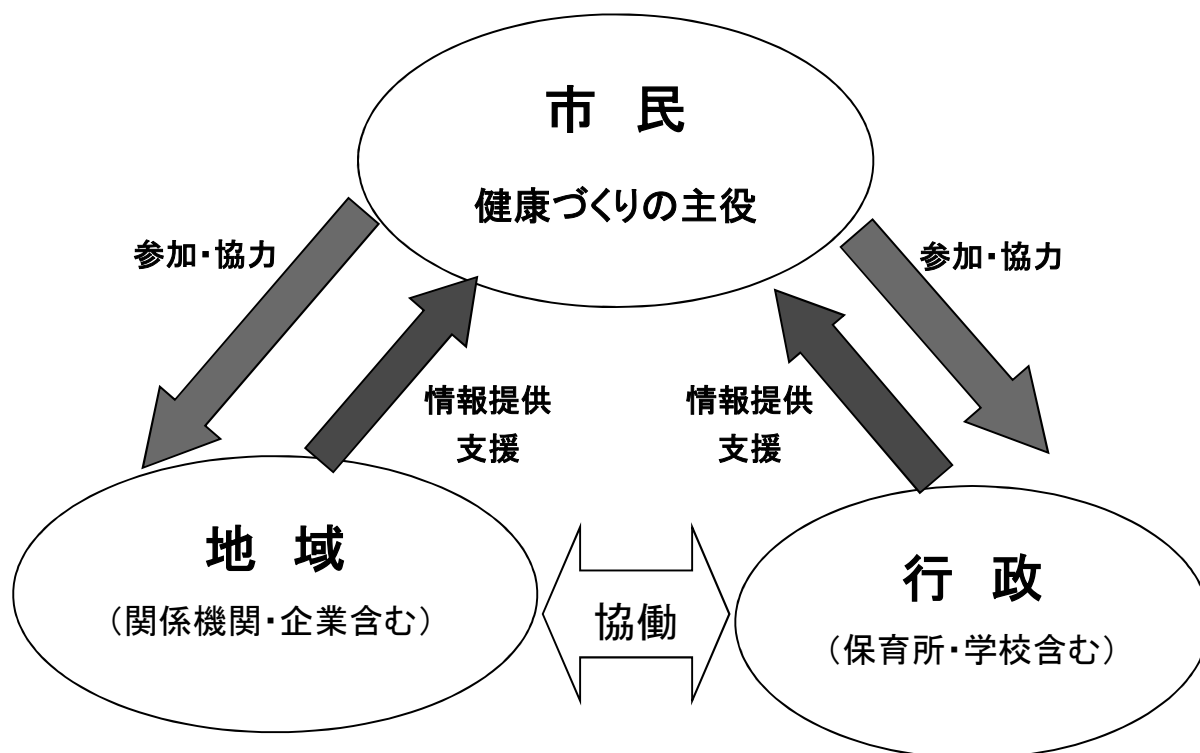 市　民
健康づくりの主役
参加・協力
参加・協力
情報提供
支援
情報提供
支援
地　域
（関係機関・企業含む）
協働
行　政
（保育所・学校含む）